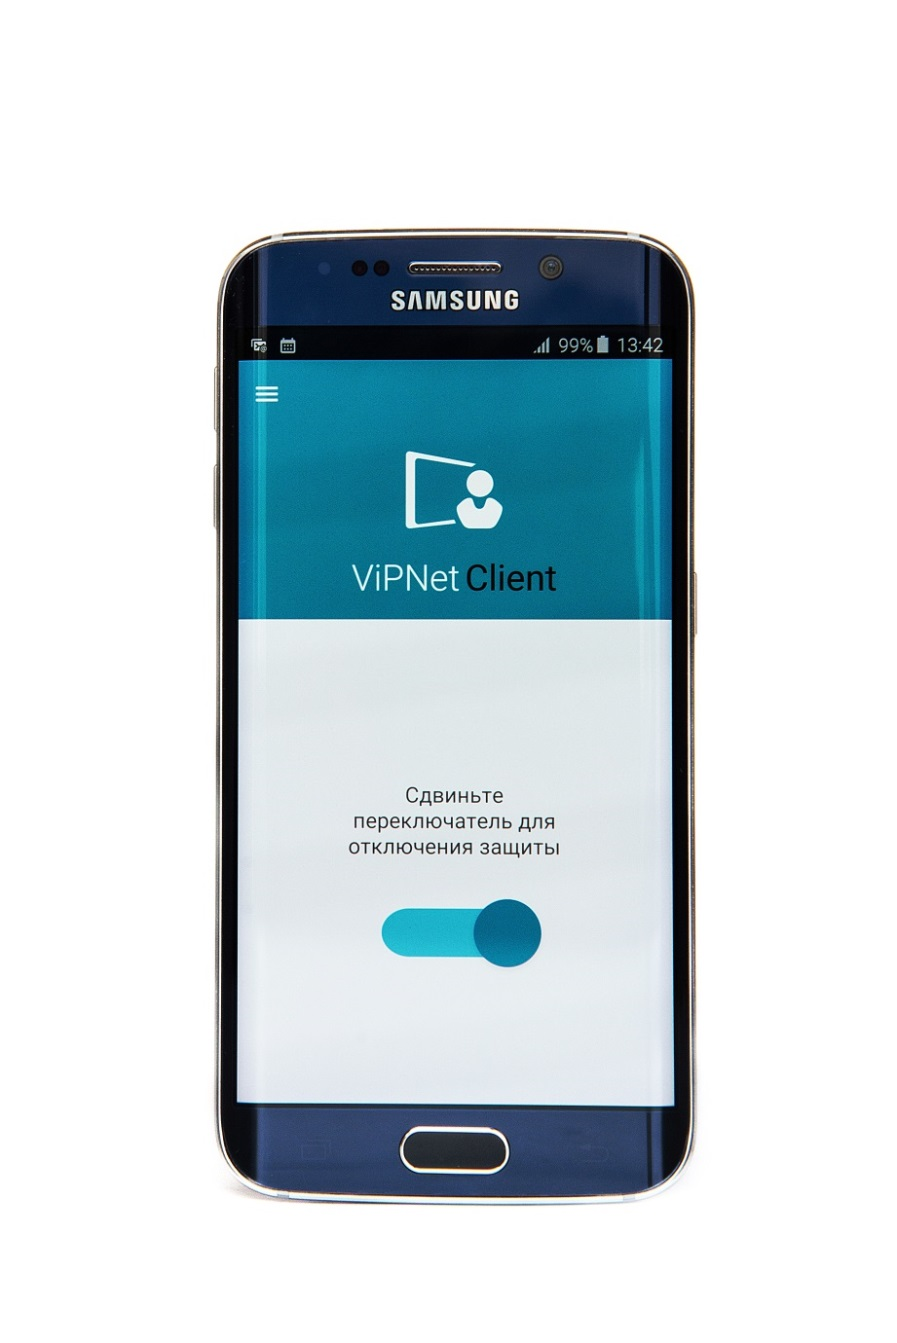 SAMSUNG
99% 13:42
ViPNet Client
Сдвиньте
переключатель для
отключения защиты